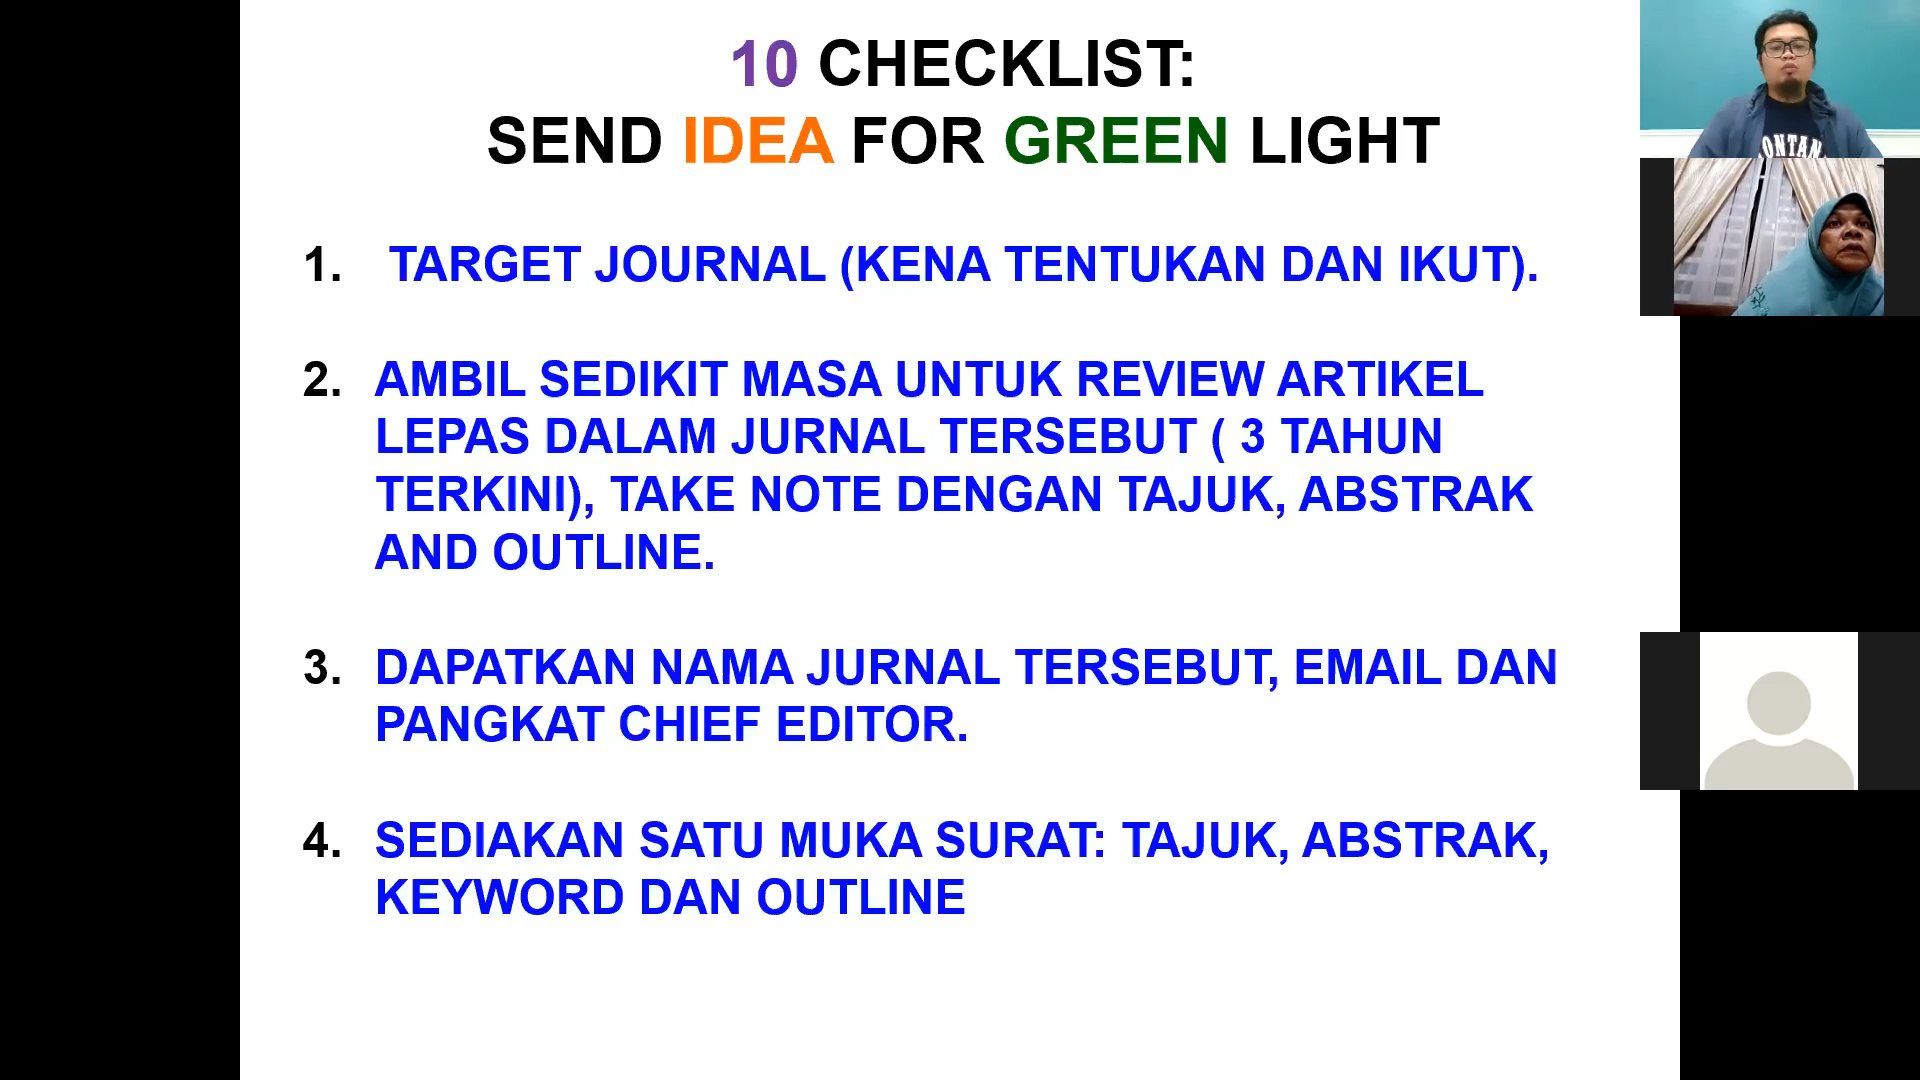 10 CHECKLIST:
SEND IDEA FOR GREEN LIGHT
1. TARGET JOURNAL (KENA TENTUKAN DAN IKUT).
2. AMBIL SEDIKIT MASA UNTUK REVIEW ARTIKEL
LEPAS DALAM JURNAL TERSEBUT ( 3 TAHUN
TERKINI), TAKE NOTE DENGAN TAJUK, ABSTRAK
AND OUTLINE.
3. DAPATKAN NAMA JURNAL TERSEBUT, EMAIL DAN
PANGKAT CHIEF EDITOR.
4. SEDIAKAN SATU MUKA SURAT: TAJUK, ABSTRAK,
KEYWORD DAN OUTLINE